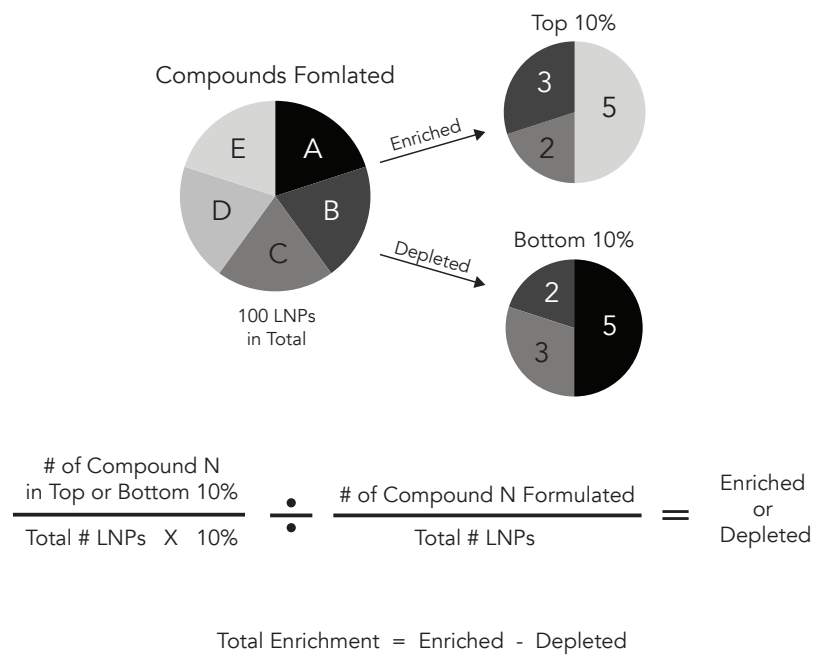 Top 10%
Compounds Fomlated
3
5
2
Enriched
E
A
D
B
C
Depleted
Bottom 10%
2
5
3
100 LNPs
in Total
# of Compound N
in Top or Bottom 10%
Total # LNPs X 10%
÷
# of Compound N Formulated
Total # LNPs
=
Enriched
or
Depleted
Total Enrichment = Enriched - Depleted